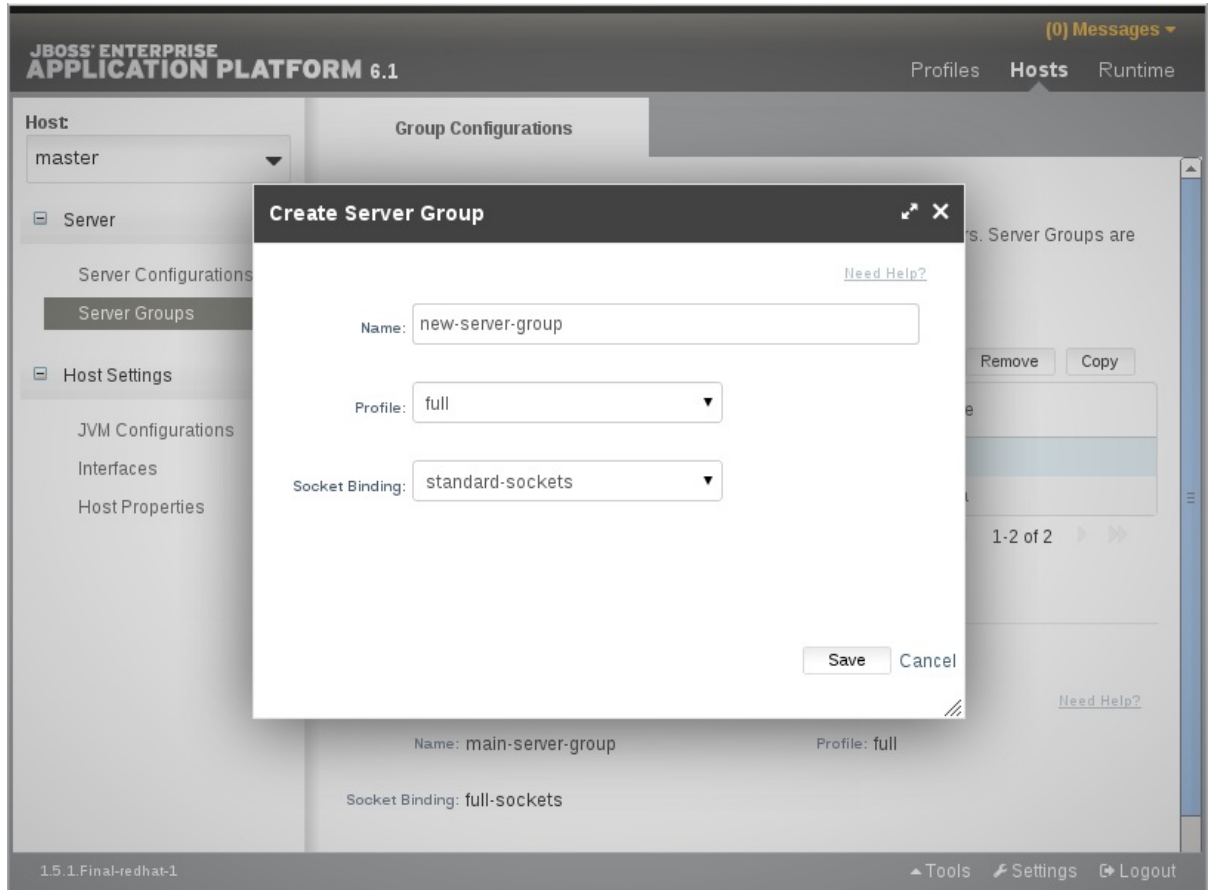 (0) Messages
JBOSS' ENTERPRISE
APPLICATION PLATFORM 6.1
Profiles Hosts Runtime
Host:
master
Server
Server Configurations
Server Groups
Host Settings
JVM Configurations
Interfaces
Host Properties
Group Configurations
Server Groups are
Remove Copy
1-2 of 2
Create Server Group
Need Help?
Name: new-server-group
Profile: full
Socket Binding: standard-sockets
Save Cancel
Need Help?
Name: main-server-group Profile: full
Socket Binding: full-sockets
1.5.1.Final-redhat-1
Tools Settings Logout